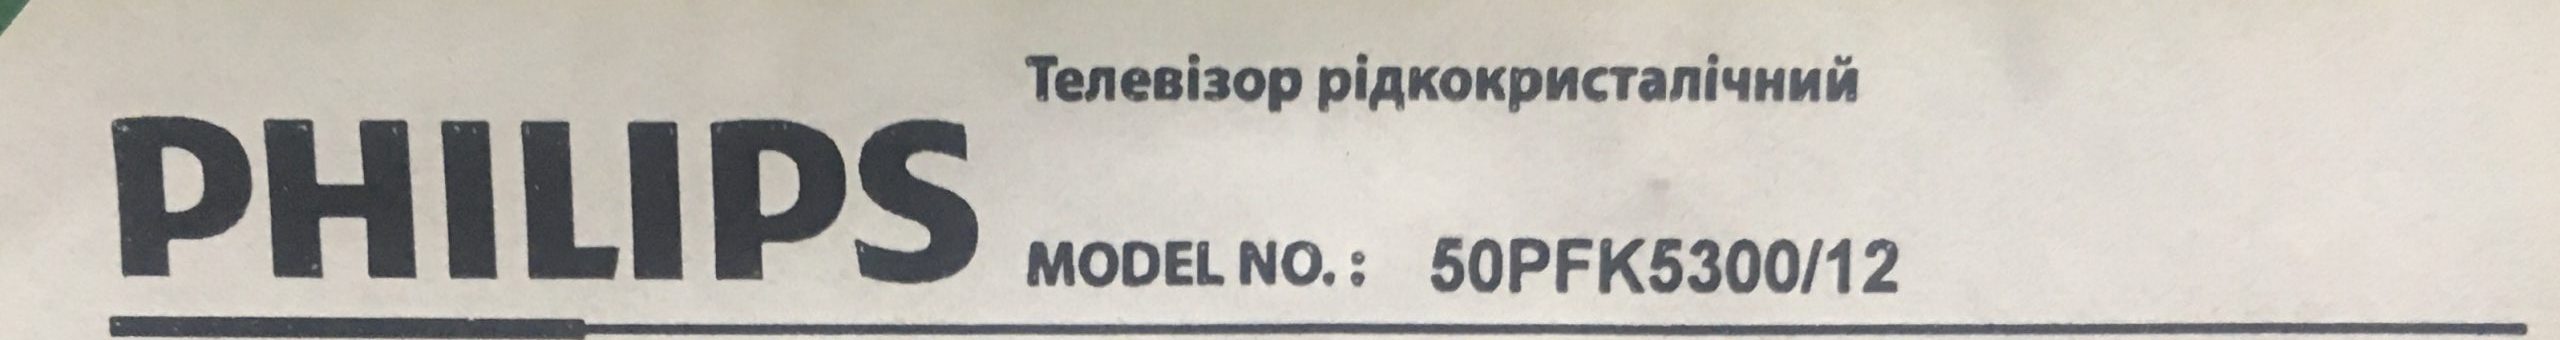 Телевізор рідкокристалічний
PHILIPS
MODEL NO. : 50PFK5300/12